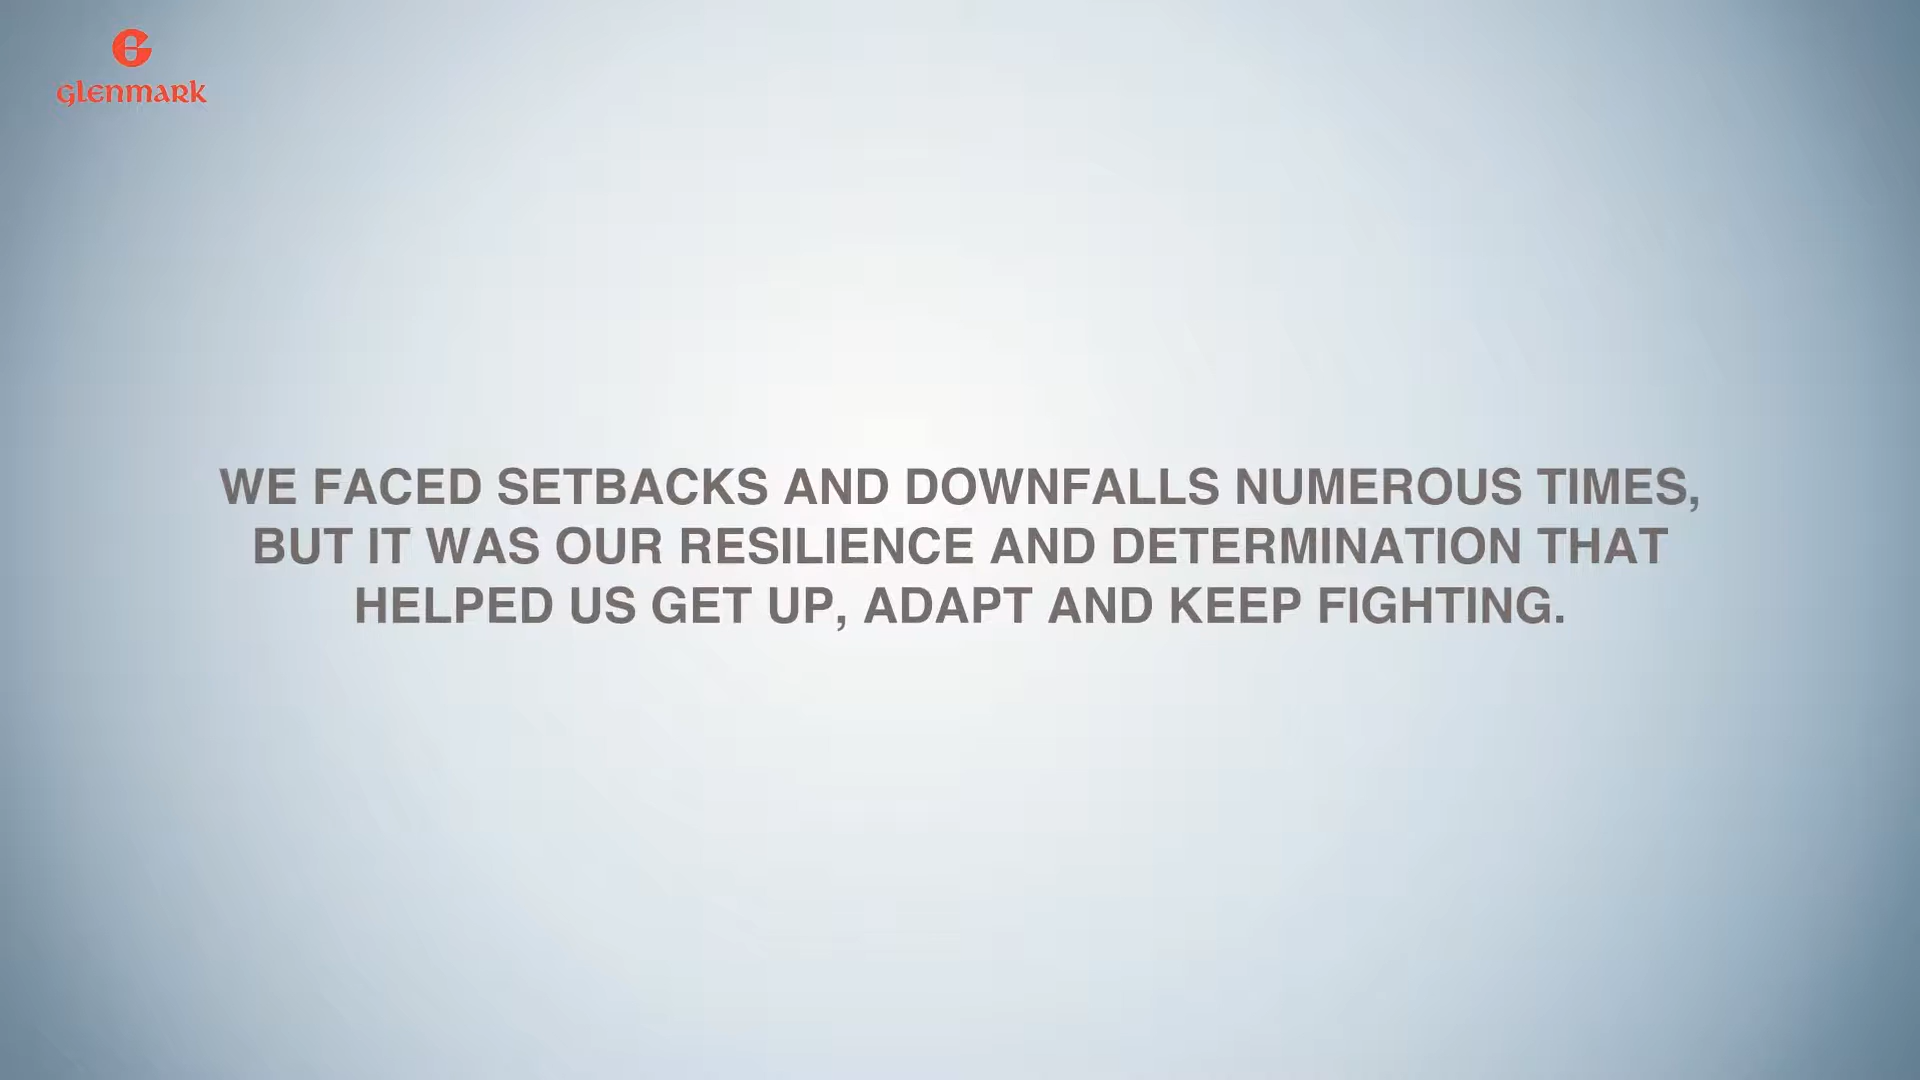 Glenmark
WE FACED SETBACKS AND DOWNFALLS NUMEROUS TIMES,
BUT IT WAS OUR RESILIENCE AND DETERMINATION THAT
HELPED US GET UP, ADAPT AND KEEP FIGHTING.